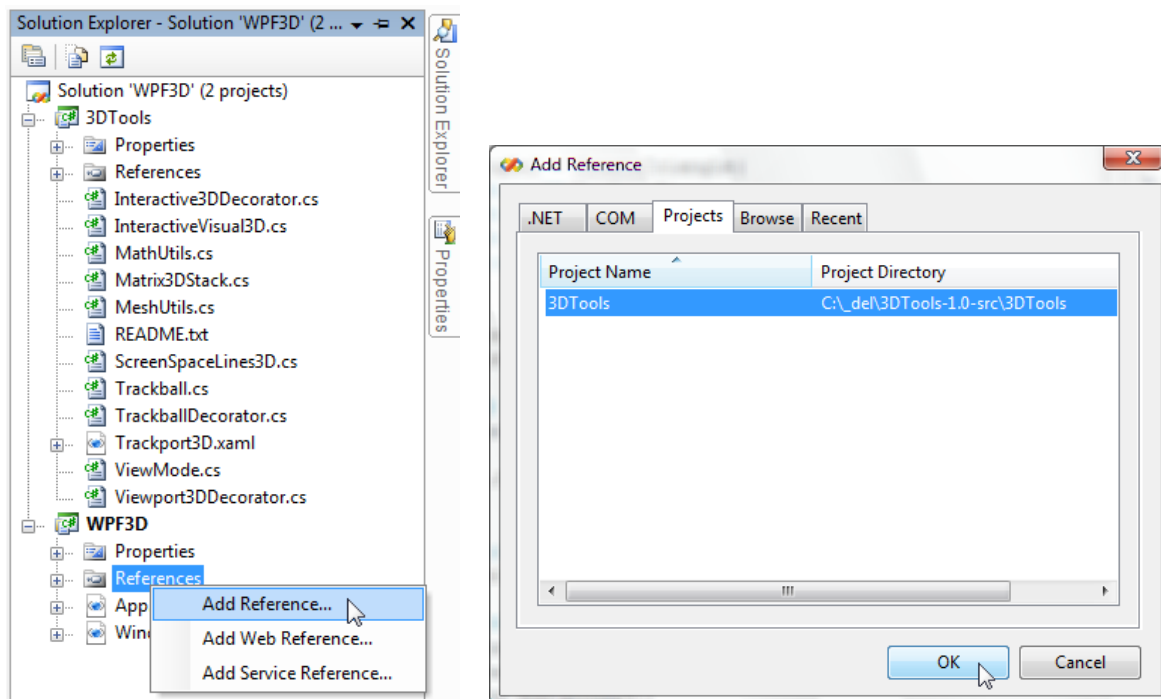 Solution Explorer - Solution 'WPF3D' (2 ...
Solution 'WPF3D' (2 projects)
3DTools
Properties
References
Interactive3DDecorator.cs
InteractiveVisual3D.cs
MathUtils.cs
Matrix3DStack.cs
MeshUtils.cs
README.txt
ScreenSpaceLines3D.cs
Trackball.cs
TrackballDecorator.cs
Trackport3D.xaml
ViewMode.cs
Viewport3DDecorator.cs
WPF3D
Properties
References
App
Win
Add Reference...
Add Web Reference...
Add Service Reference...
Solution Explorer
Properties
Add Reference
.NET COM Projects Browse Recent
Project Name Project Directory
3DTools C:\_del\3DTools-1.0-src\3DTools
OK Cancel